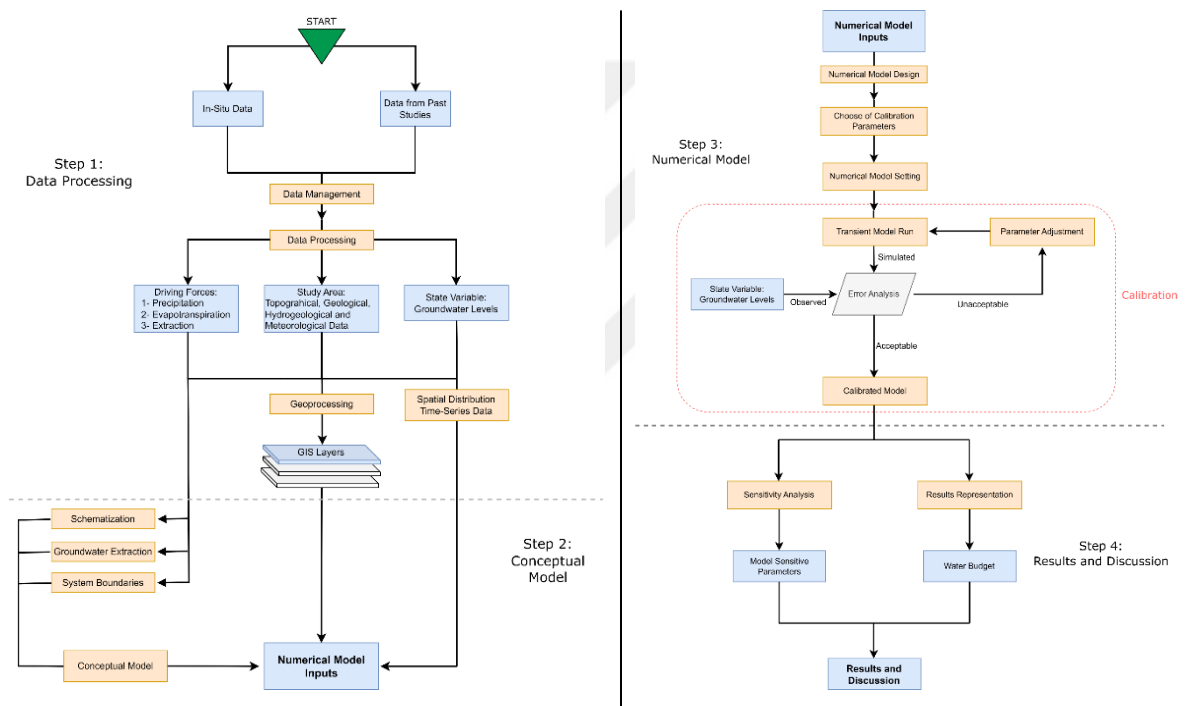 START
In-Situ Data
Data from Past
Studies
Step 1:
Data Processing
Data Management
Data Processing
Driving Forces:
1- Precipitation
2- Evapotranspiration
3- Extraction
Study Area:
Topograhical, Geological,
Hydrogeological and
Meteorological Data
State Variable:
Groundwater Levels
Geoprocessing
Spatial Distribution
Time-Series Data
GIS Layers
Schematization
Groundwater Extraction
System Boundaries
Step 2:
Conceptual
Model
Conceptual Model
Numerical Model
Inputs
Numerical Model
Inputs
Numerical Model Design
Choose of Calibration
Parameters
Step 3:
Numerical Model
Numerical Model Setting
Transient Model Run
Parameter Adjustment
Simulated
State Variable:
Groundwater Levels
Observed
Error Analysis
Unacceptable
Calibration
Acceptable
Calibrated Model
Sensitivity Analysis
Results Representation
Step 4:
Results and Discussion
Model Sensitive
Parameters
Water Budget
Results and
Discussion